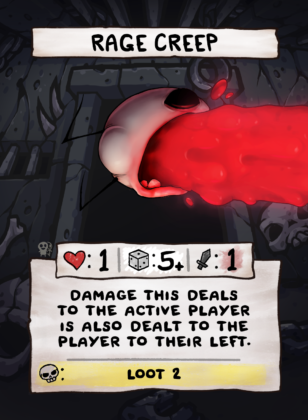 RAGE CREEP
: 1 : 5+ : 1
DAMAGE THIS DEALS
TO THE ACTIVE PLAYER
IS ALSO DEALT TO THE
PLAYER TO THEIR LEFT.
: LOOT 2